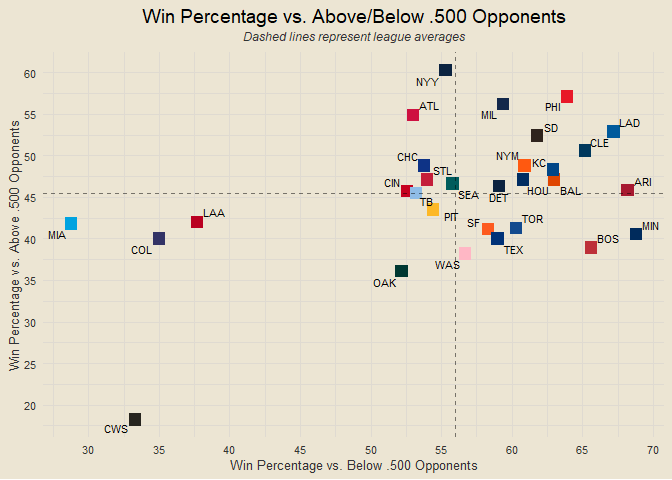 Win Percentage vs. Above/Below .500 Opponents
Dashed lines represent league averages
Win Percentage vs. Above .500 Opponents
60
55
50
45
40
35
30
25
20
NYY
ATL
MIL
PHI
SD
LAD
CLE
CHC
STL
NYM
KC
CIN
TB
SEA
DET
HOU
BAL
ARI
PIT
LAA
MIA
COL
SF
TOR
TEX
BOS
MIN
WAS
OAK
CWS
30
35
40
45
50
55
60
65
70
Win Percentage vs. Below .500 Opponents